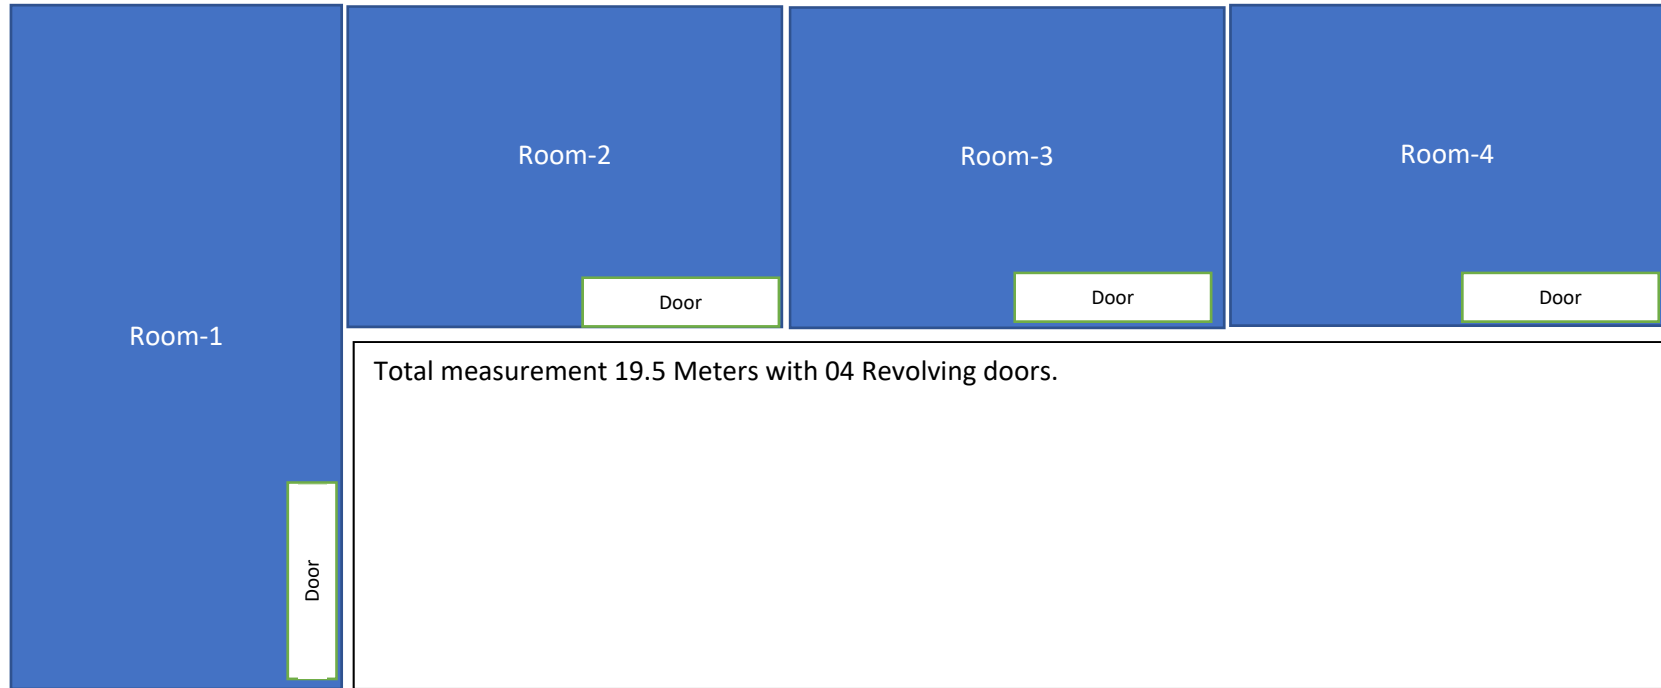 Room-1
Door
Room-2
Door
Room-3
Door
Room-4
Door
Total measurement 19.5 Meters with 04 Revolving doors.